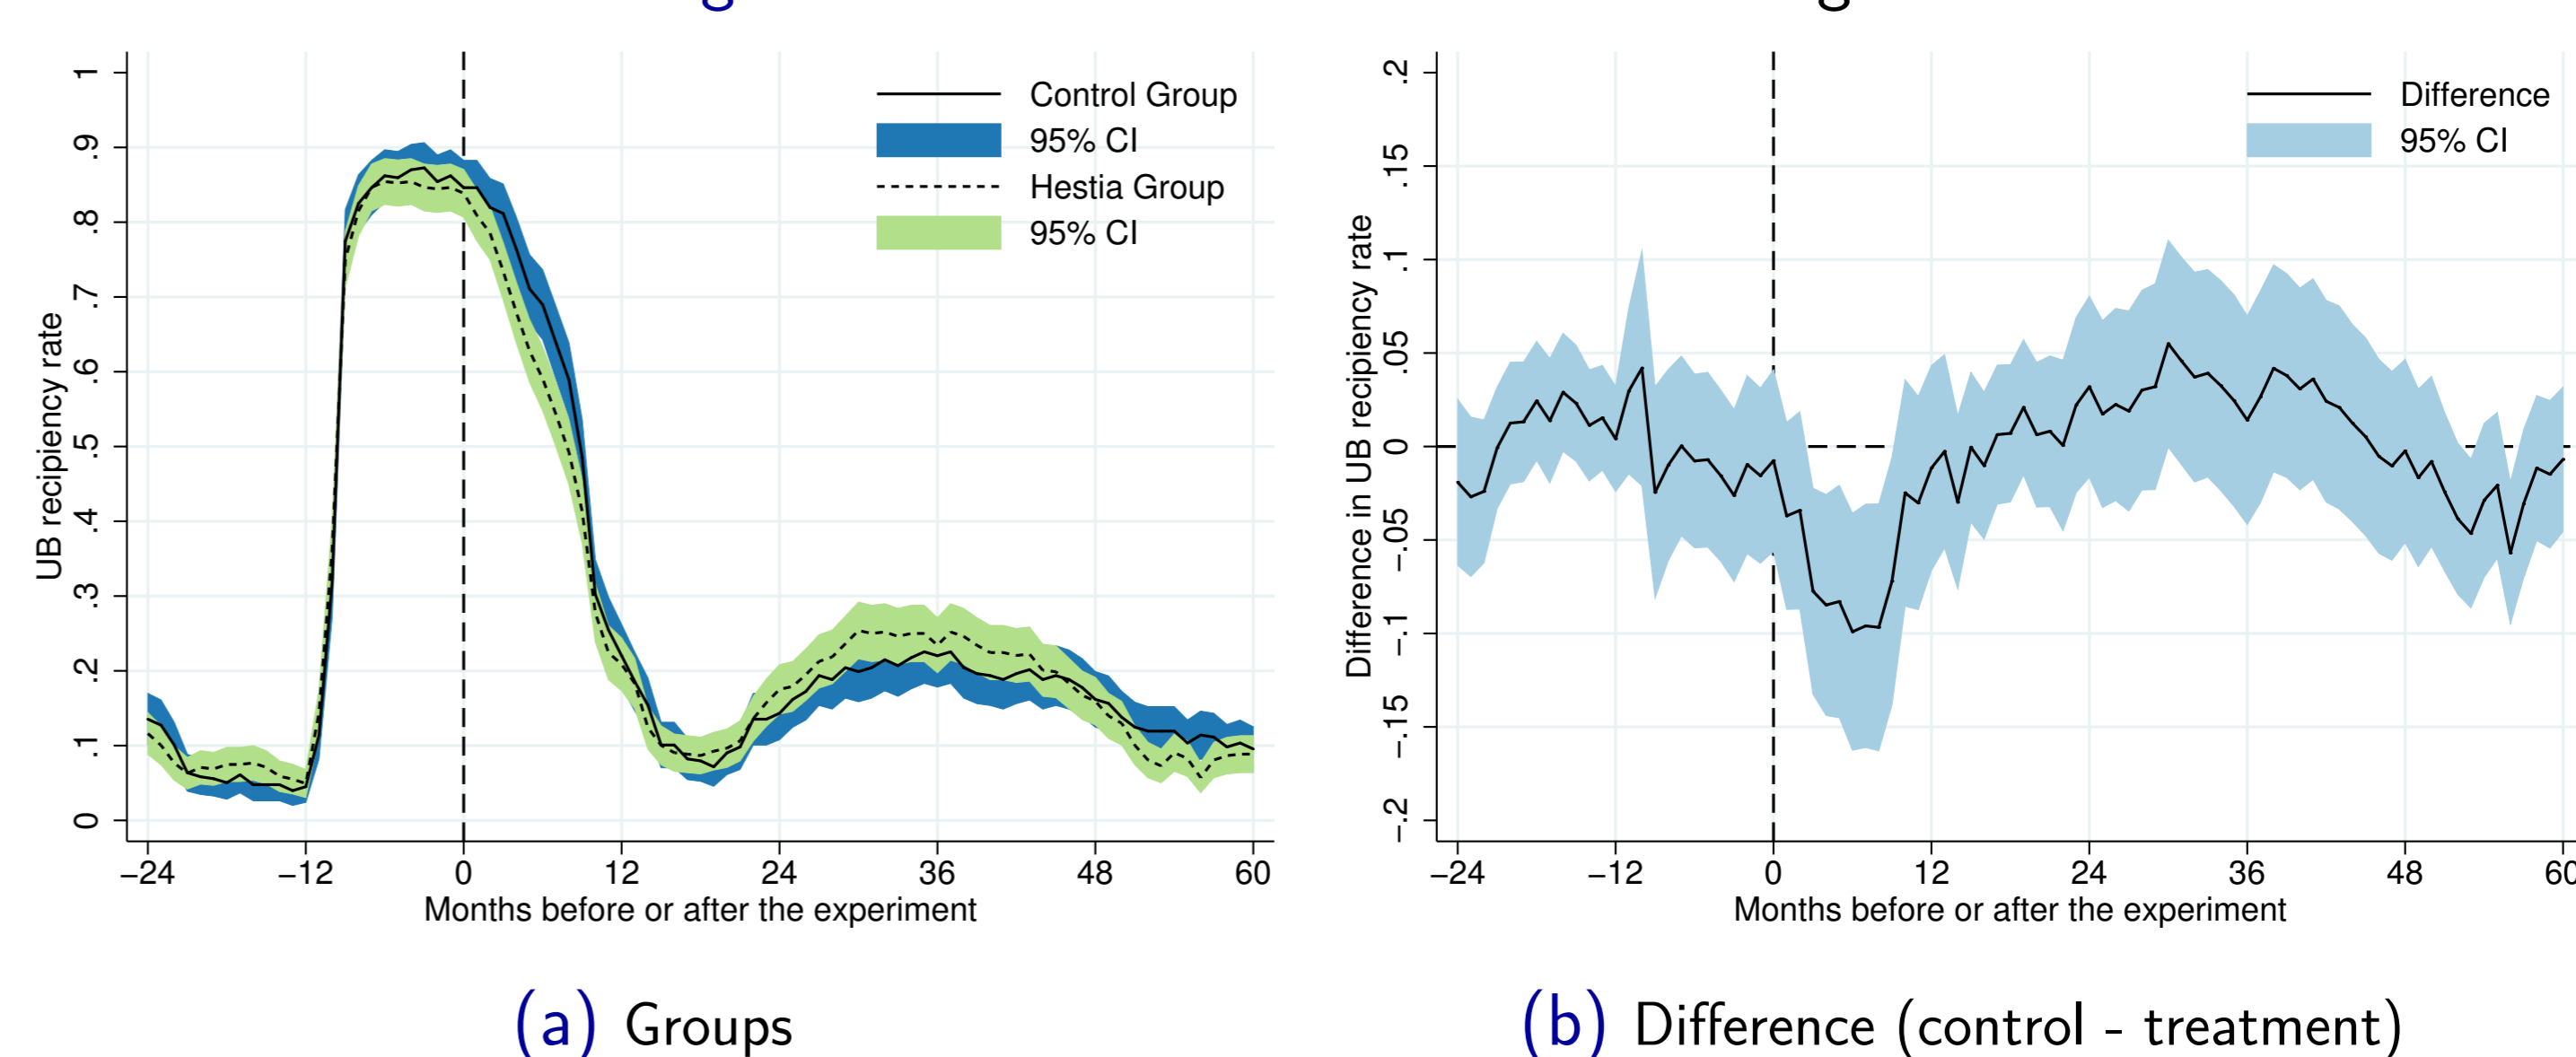 1
.9
.8
.7
.6
.5
.4
.3
.2
.1
0
UB recipiency rate
Control Group
95% CI
Hestia Group
95% CI
−24 −12 0 12 24 36 48 60
Months before or after the experiment
(a) Groups
.2
.15
.1
.05
0
−.05
−.1
−.15
−.2
Difference in UB recipiency rate
Difference
95% CI
−24 −12 0 12 24 36 48 60
Months before or after the experiment
(b) Difference (control - treatment)